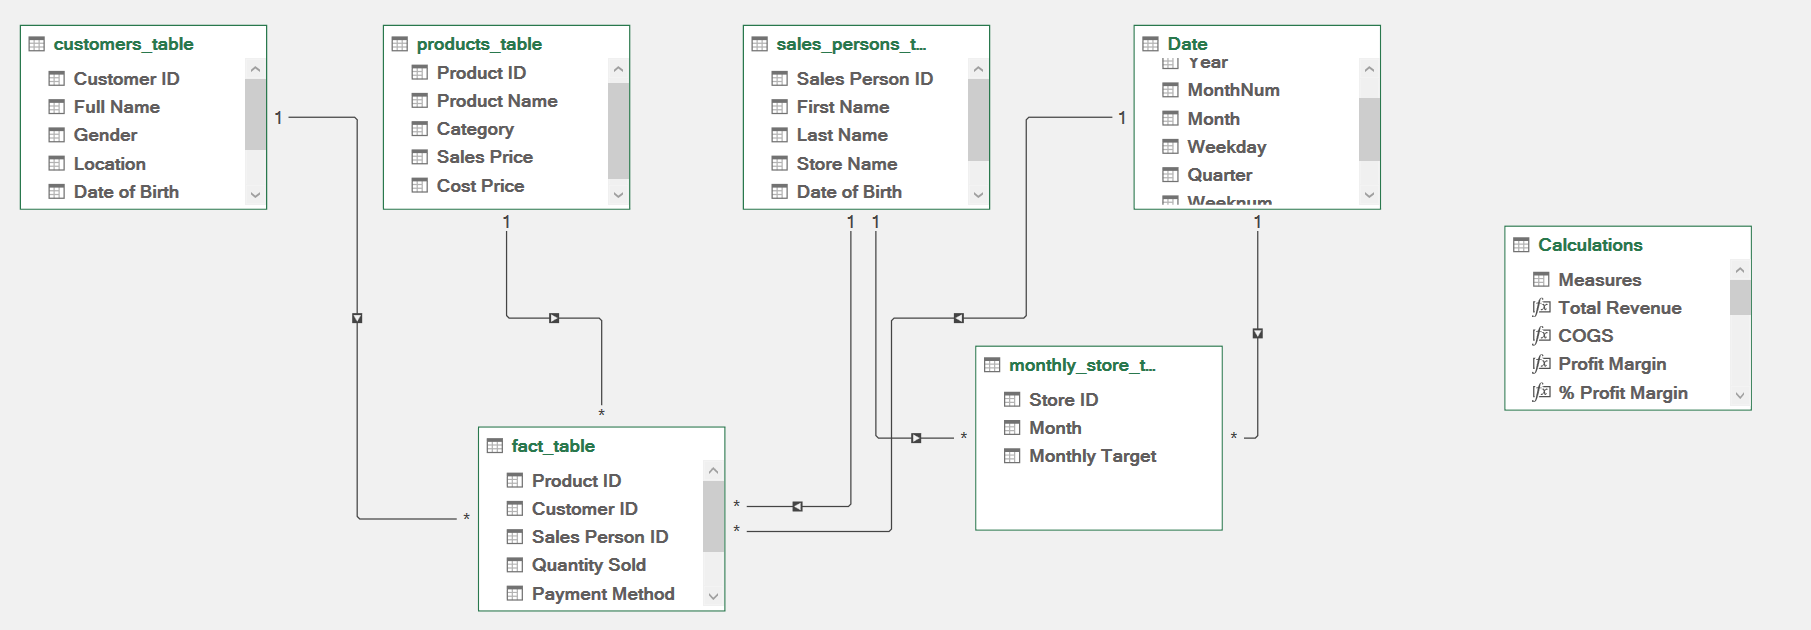 customers_table
Customer ID
Full Name
Gender
Location
Date of Birth
products_table
Product ID
Product Name
Category
Sales Price
Cost Price
sales_persons_t...
Sales Person ID
First Name
Last Name
Store Name
Date of Birth
Date
Year
MonthNum
Month
Weekday
Quarter
Weeknum
1
1
1
1
1
1
Calculations
Measures
Total Revenue
COGS
Profit Margin
% Profit Margin
monthly_store_t...
Store ID
Month
Monthly Target
*
*
*
fact_table
Product ID
Customer ID
Sales Person ID
Quantity Sold
Payment Method
*
*
*